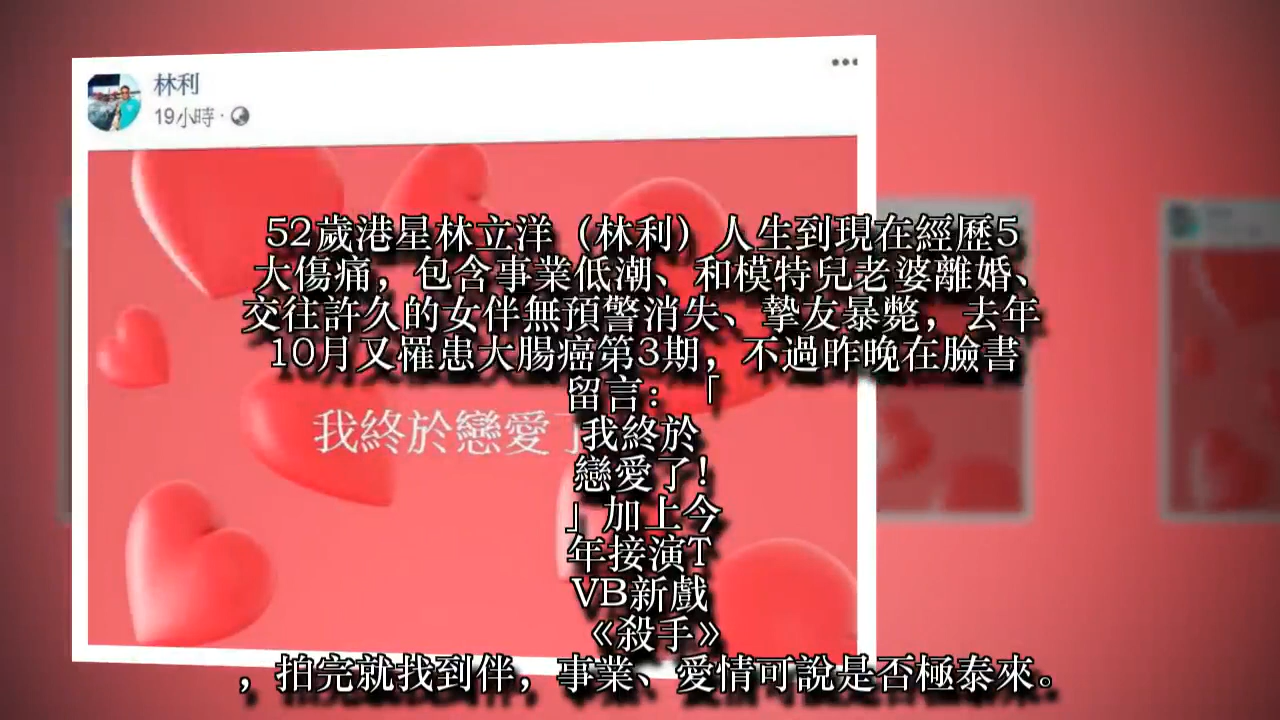 林利
19小時
52歲港星林立洋（林利）人生到現在經歷5
大傷痛，包含事業低潮、和模特兒老婆離婚、
交往許久的女伴無預警消失、摯友暴斃，去年
10月又罹患大腸癌第3期，不過昨晚在臉書
留言：「
我終於戀愛了
我終於
戀愛了！
」加上今
年接演T
VB新戲
《殺手》
，拍完就找到伴，事業、愛情可說是否極泰來。